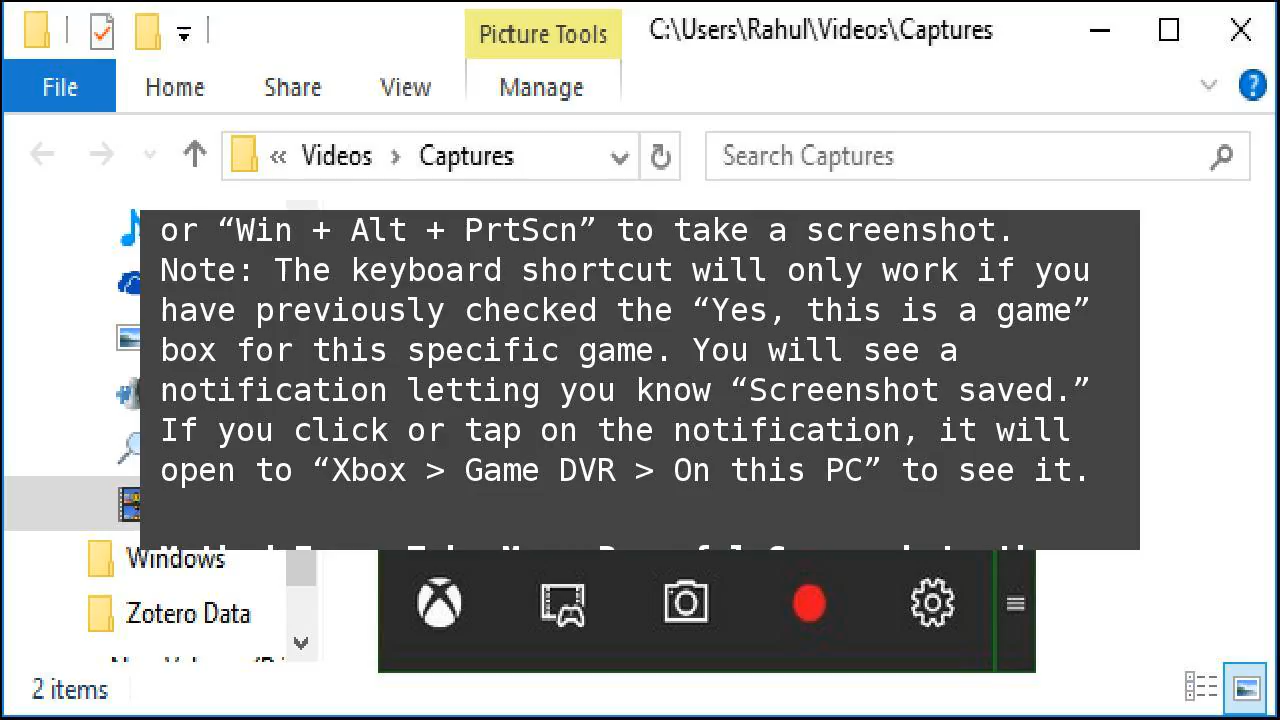 Picture Tools
C:\Users\Rahul\Videos\Captures
File
Home
Share
View
Manage
?
« Videos > Captures
Search Captures
or “Win + Alt + PrtScn” to take a screenshot.
Note: The keyboard shortcut will only work if you
have previously checked the “Yes, this is a game”
box for this specific game. You will see a
notification letting you know “Screenshot saved.”
If you click or tap on the notification, it will
open to “Xbox > Game DVR > On this PC” to see it.
Windows
Zotero Data
2 items